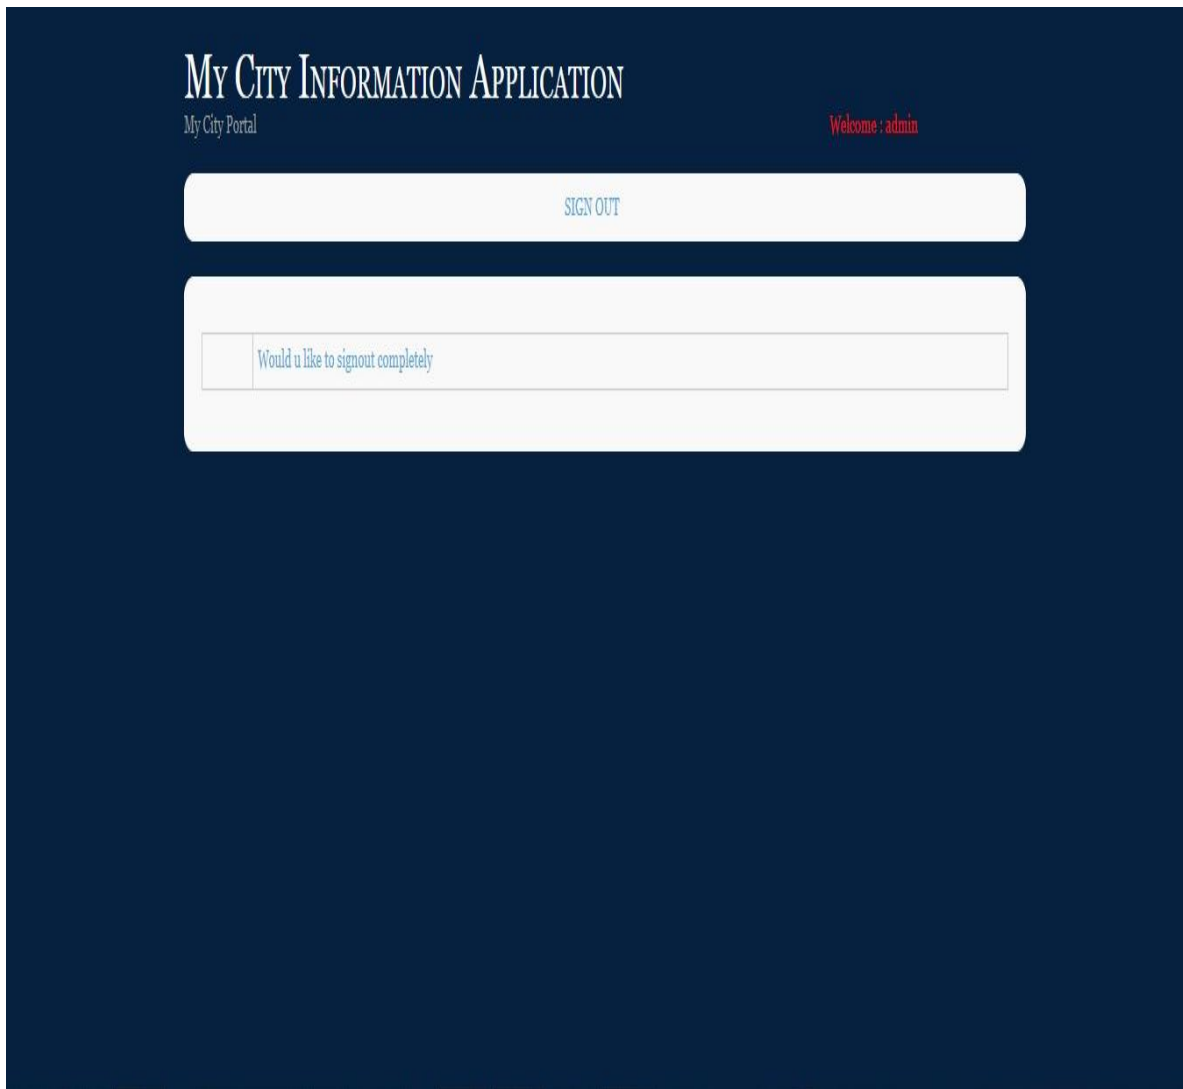 My City Information Application
My City Portal
Welcome : admin
SIGN OUT
Would u like to signout completely